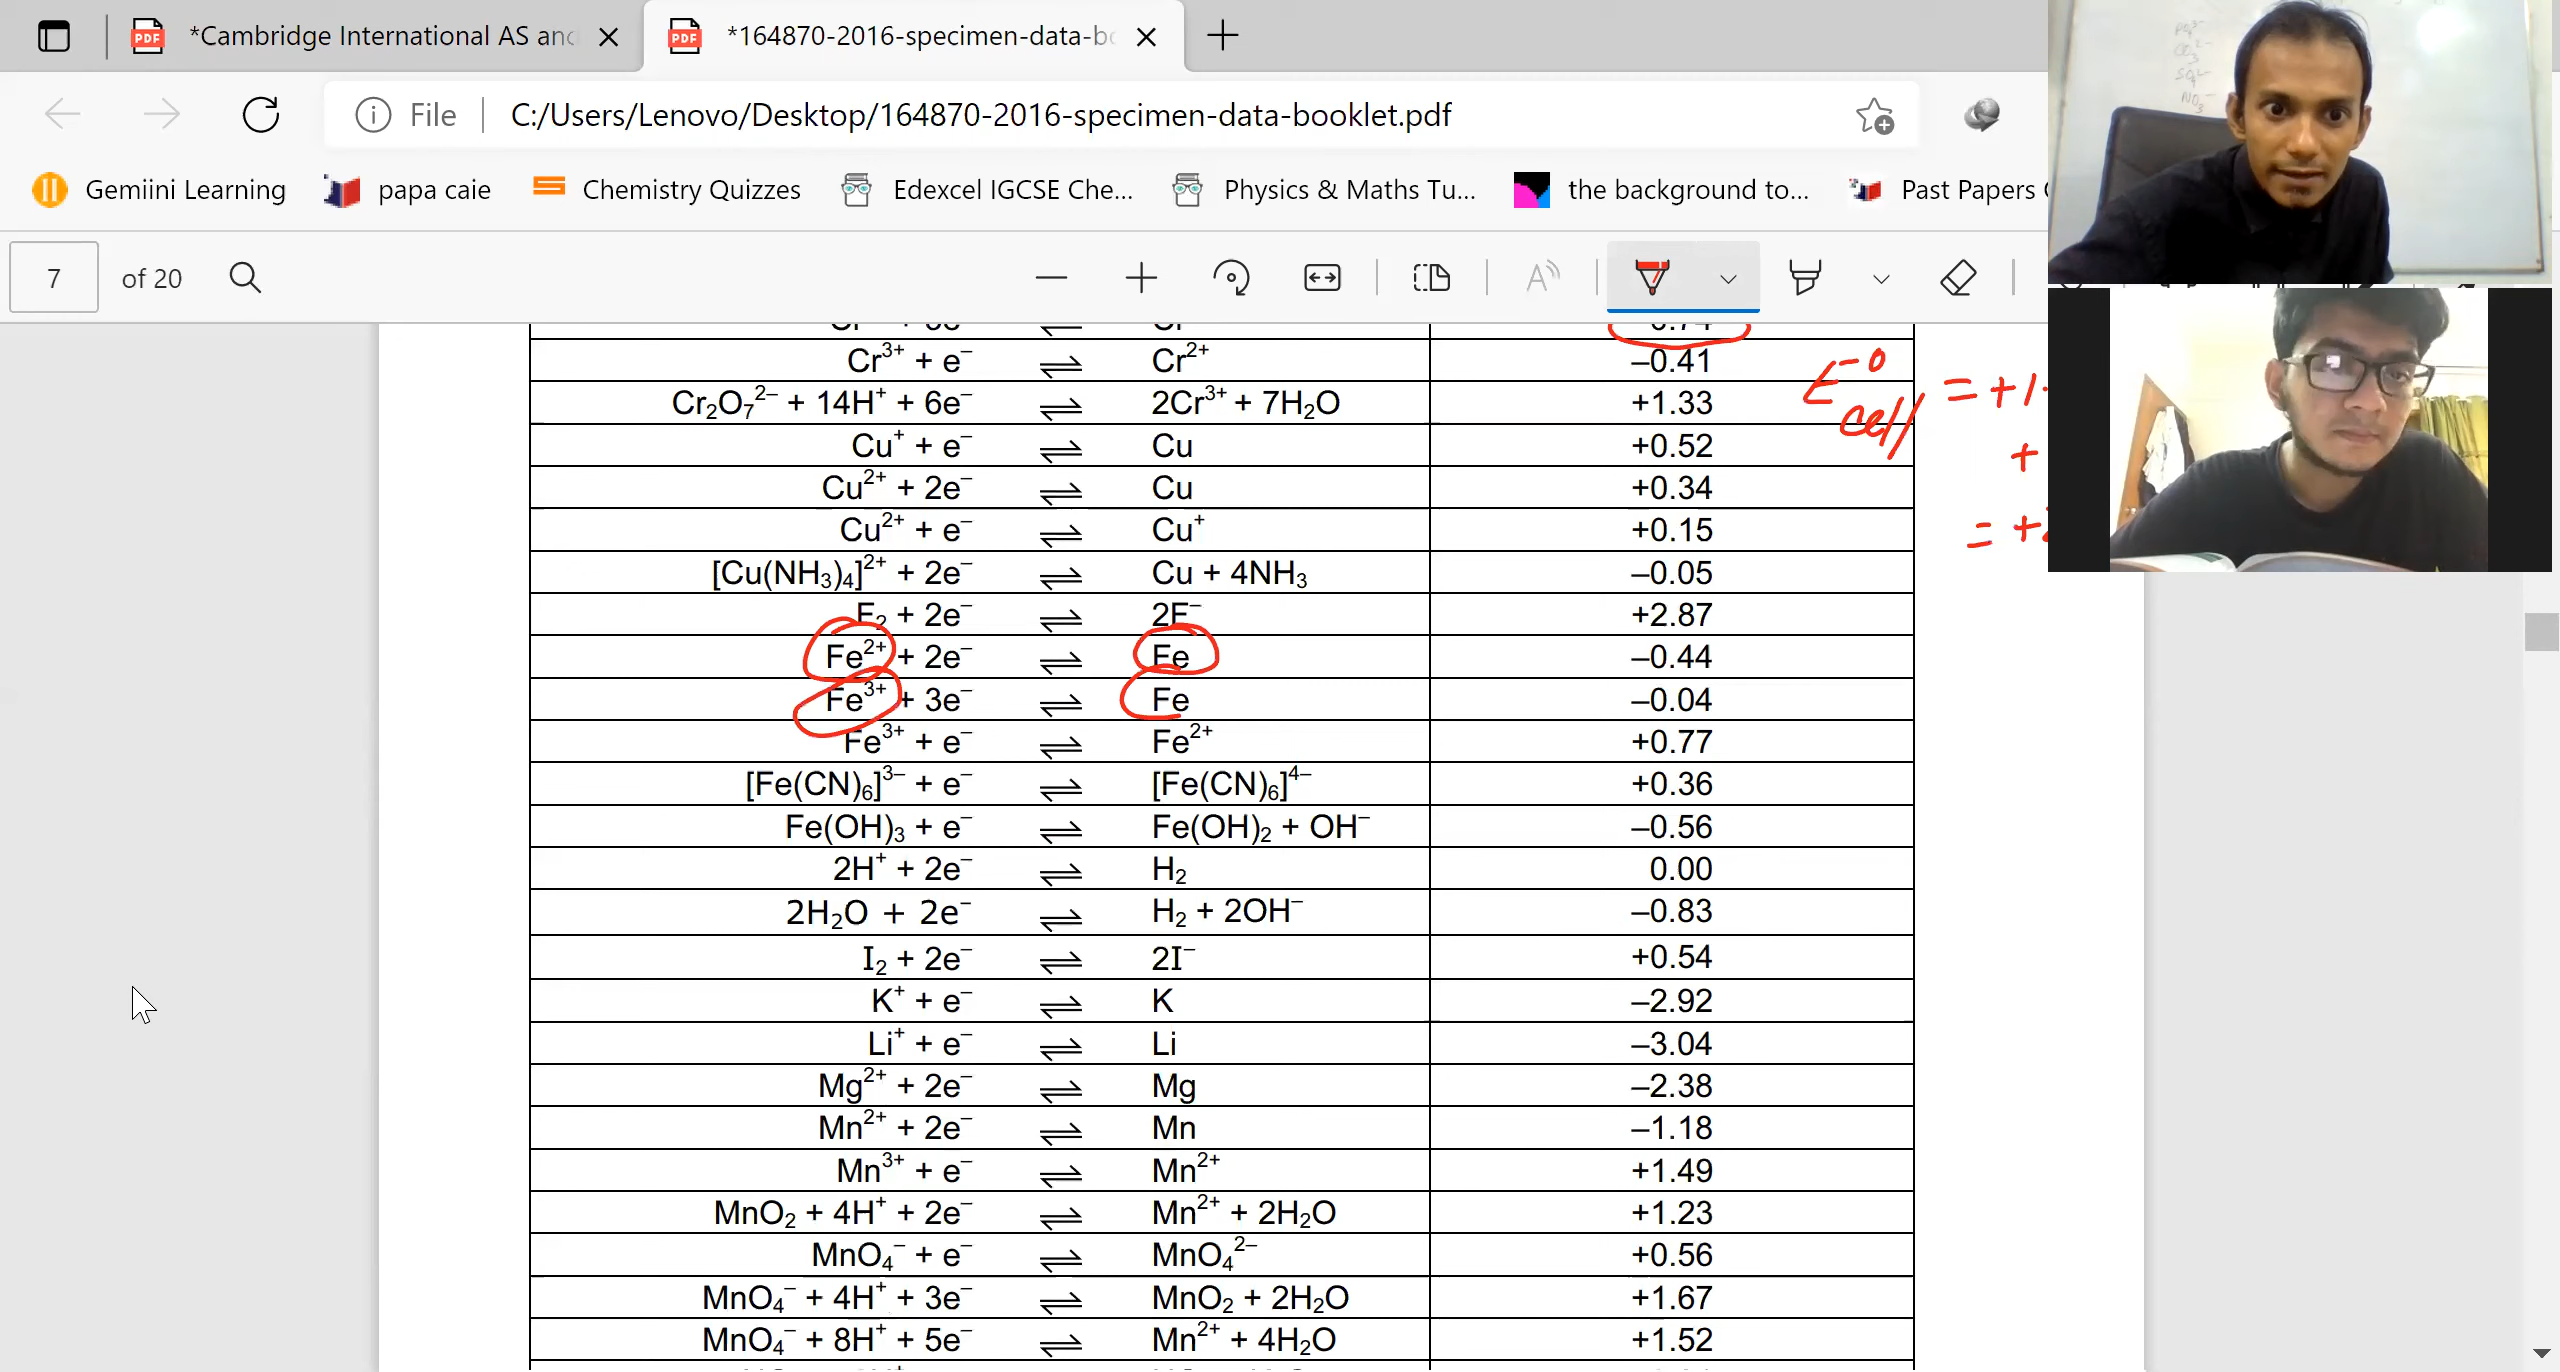 *Cambridge International AS and
*164870-2016-specimen-data-bo
File
C:/Users/Lenovo/Desktop/164870-2016-specimen-data-booklet.pdf
Gemiini Learning
papa caie
Chemistry Quizzes
Edexcel IGCSE Che...
Physics & Maths Tu...
the background to...
Past Papers
7 of 20
Cr³⁺ + e⁻ ⇌ Cr²⁺ –0.41
Cr₂O₇²⁻ + 14H⁺ + 6e⁻ ⇌ 2Cr³⁺ + 7H₂O +1.33
Cu⁺ + e⁻ ⇌ Cu +0.52
Cu²⁺ + 2e⁻ ⇌ Cu +0.34
Cu²⁺ + e⁻ ⇌ Cu⁺ +0.15
[Cu(NH₃)₄]²⁺ + 2e⁻ ⇌ Cu + 4NH₃ –0.05
F₂ + 2e⁻ ⇌ 2F⁻ +2.87
Fe²⁺ + 2e⁻ ⇌ Fe –0.44
Fe³⁺ + 3e⁻ ⇌ Fe –0.04
Fe³⁺ + e⁻ ⇌ Fe²⁺ +0.77
[Fe(CN)₆]³⁻ + e⁻ ⇌ [Fe(CN)₆]⁴⁻ +0.36
Fe(OH)₃ + e⁻ ⇌ Fe(OH)₂ + OH⁻ –0.56
2H⁺ + 2e⁻ ⇌ H₂ 0.00
2H₂O + 2e⁻ ⇌ H₂ + 2OH⁻ –0.83
I₂ + 2e⁻ ⇌ 2I⁻ +0.54
K⁺ + e⁻ ⇌ K –2.92
Li⁺ + e⁻ ⇌ Li –3.04
Mg²⁺ + 2e⁻ ⇌ Mg –2.38
Mn²⁺ + 2e⁻ ⇌ Mn –1.18
Mn³⁺ + e⁻ ⇌ Mn²⁺ +1.49
MnO₂ + 4H⁺ + 2e⁻ ⇌ Mn²⁺ + 2H₂O +1.23
MnO₄⁻ + e⁻ ⇌ MnO₄²⁻ +0.56
MnO₄⁻ + 4H⁺ + 3e⁻ ⇌ MnO₂ + 2H₂O +1.67
MnO₄⁻ + 8H⁺ + 5e⁻ ⇌ Mn²⁺ + 4H₂O +1.52
E⁻⁰ cell = +1.
+
= +2